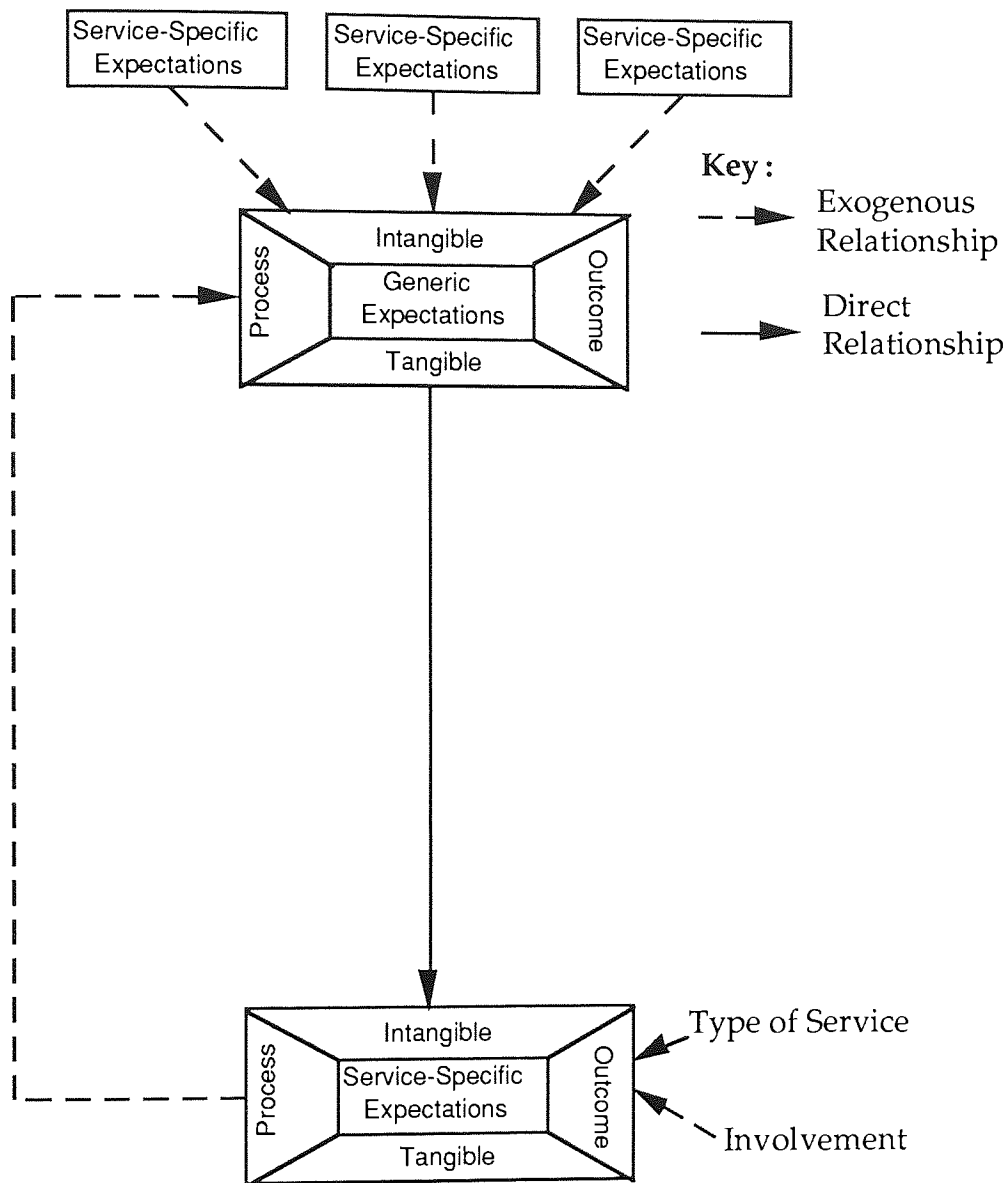 Service-Specific
Expectations
Service-Specific
Expectations
Service-Specific
Expectations
Key :
Exogenous
Relationship
Direct
Relationship
Intangible
Process
Generic
Expectations
Outcome
Tangible
Intangible
Process
Service-Specific
Expectations
Outcome
Tangible
Type of Service
Involvement